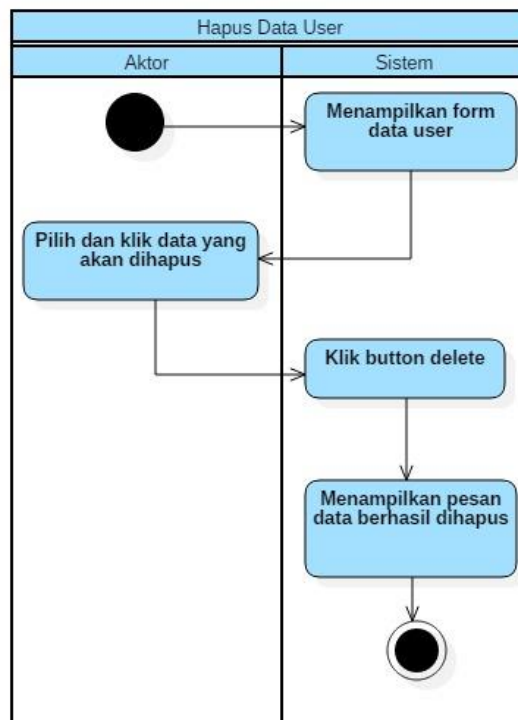 Hapus Data User
Aktor
Sistem
Menampilkan form
data user
Pilih dan klik data yang
akan dihapus
Klik button delete
Menampilkan pesan
data berhasil dihapus